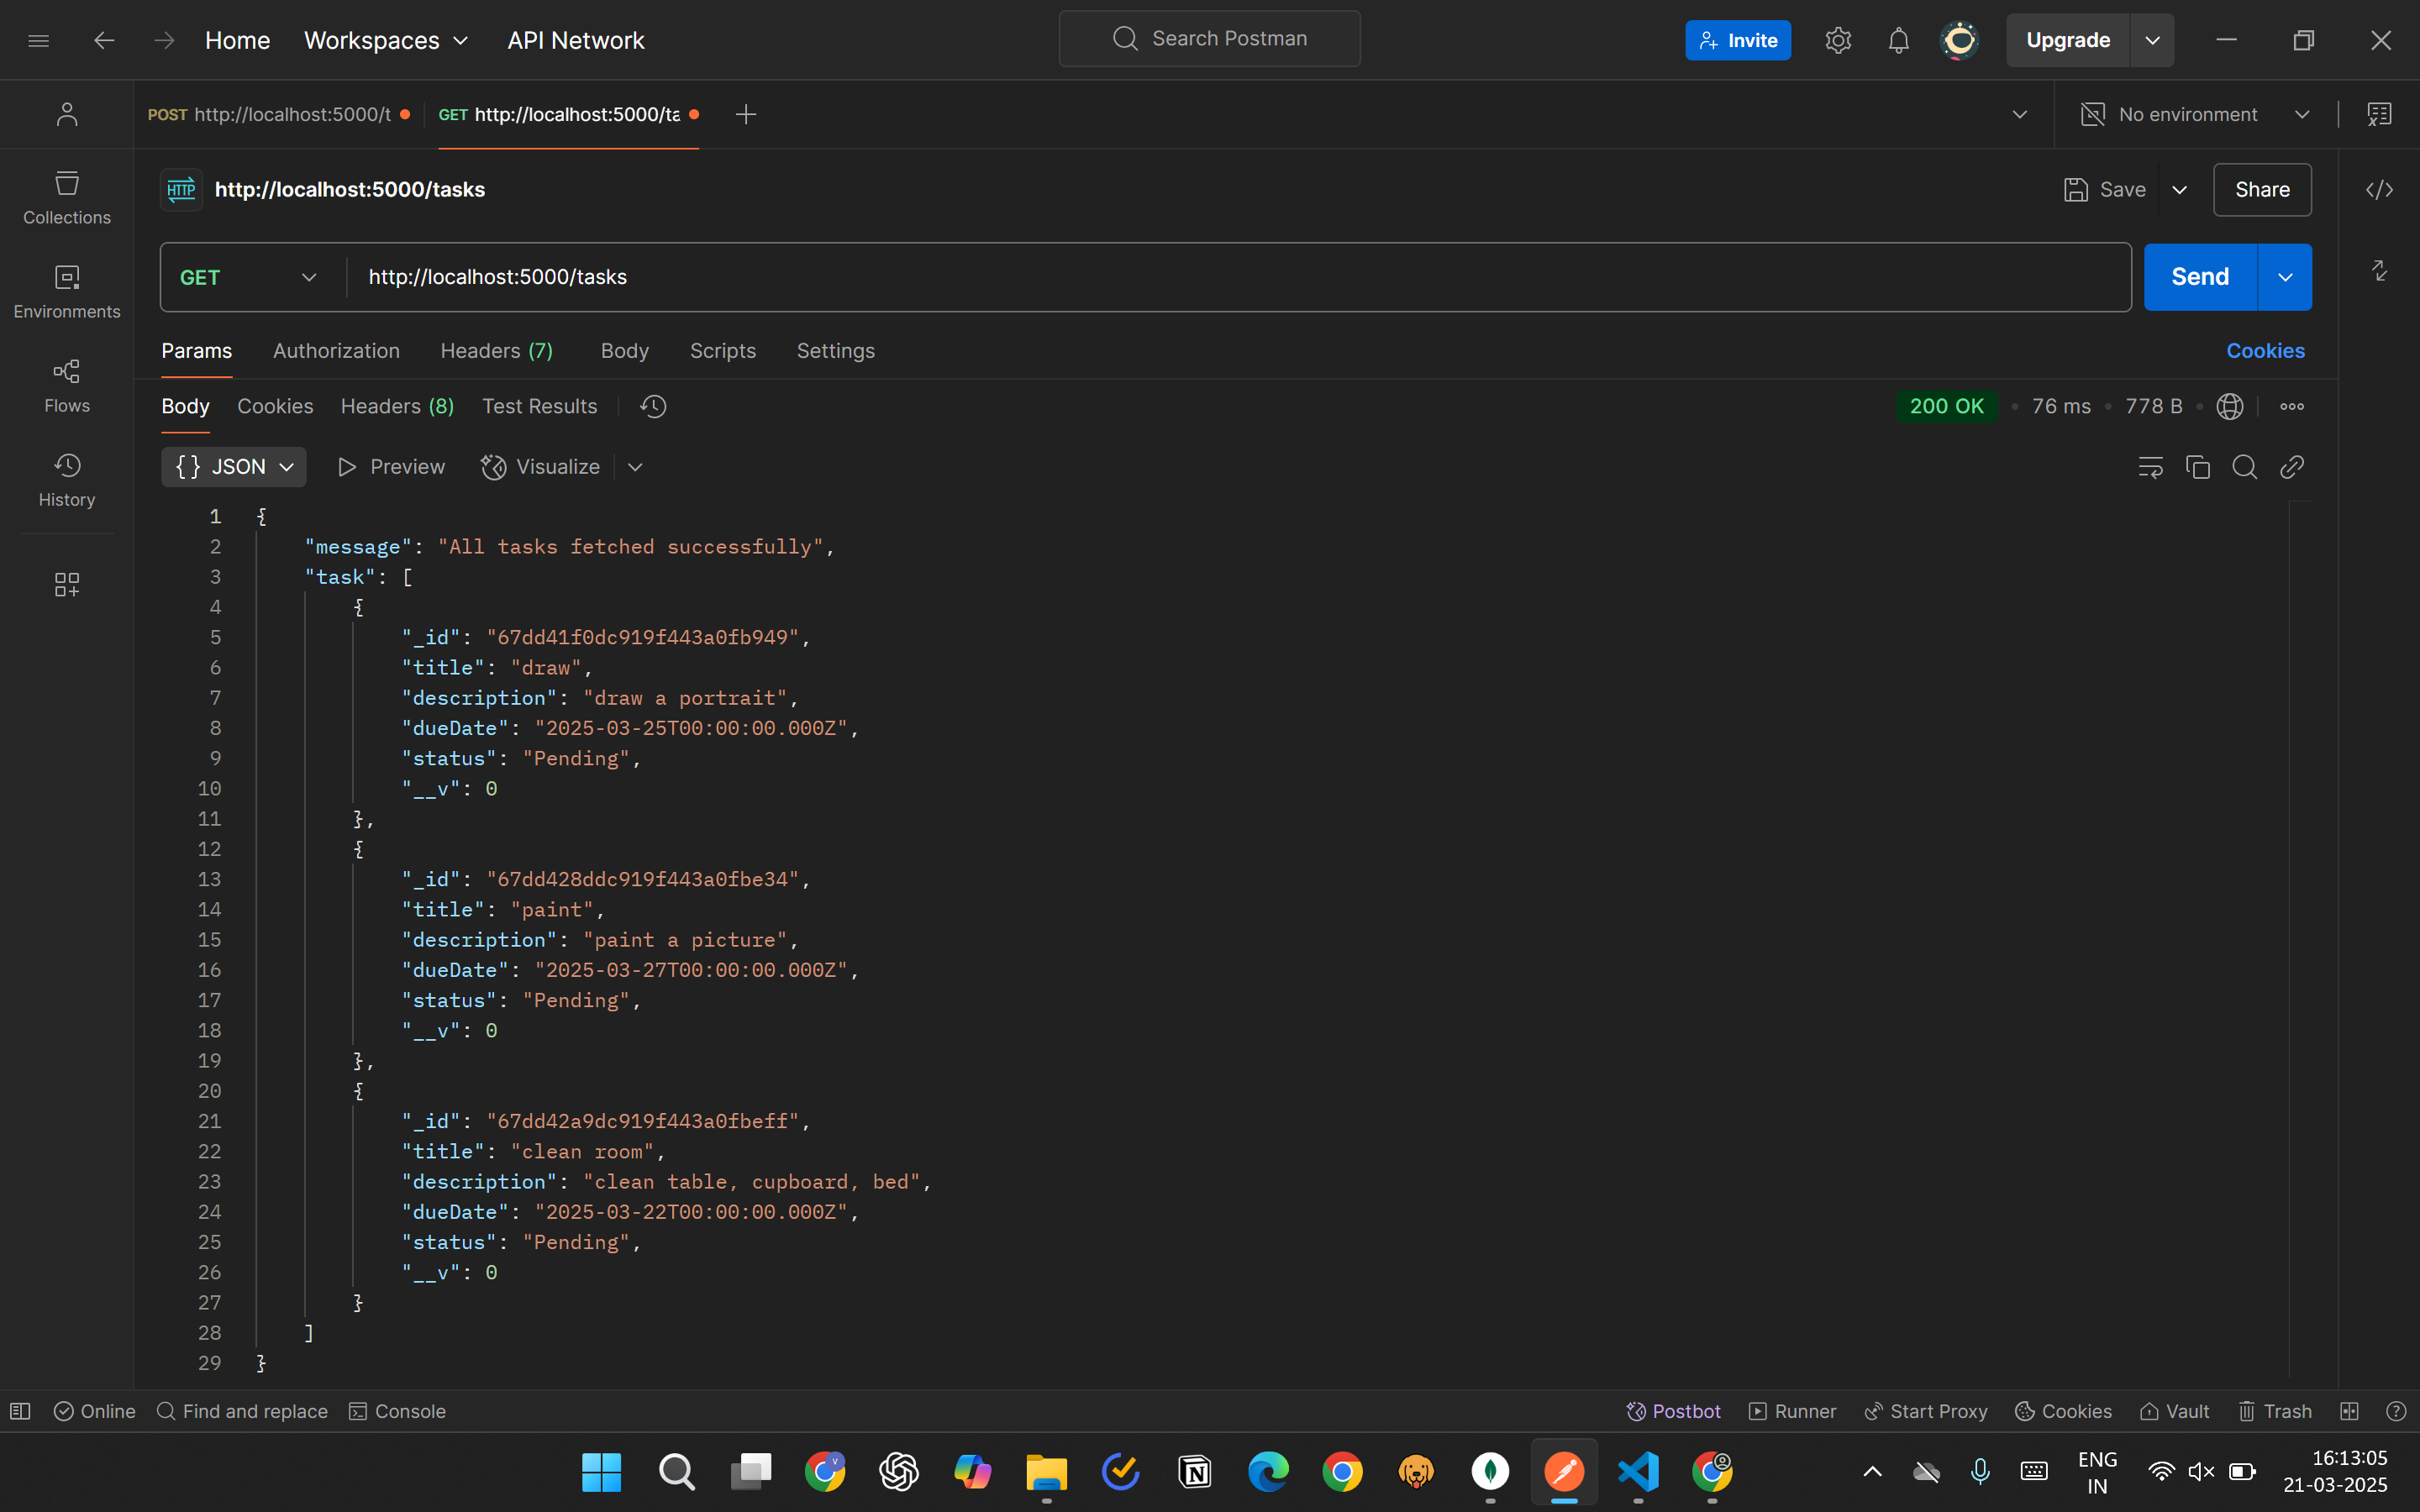 Home Workspaces API Network Search Postman Invite Upgrade
POST http://localhost:5000/t GET http://localhost:5000/ta No environment
HTTP http://localhost:5000/tasks Save Share
Collections
GET http://localhost:5000/tasks Send
Environments
Params Authorization Headers (7) Body Scripts Settings Cookies
Flows
Body Cookies Headers (8) Test Results 200 OK • 76 ms • 778 B •
{ } JSON Preview Visualize
History
1 {
2 "message": "All tasks fetched successfully",
3 "task": [
4 {
5 "_id": "67dd41f0dc919f443a0fb949",
6 "title": "draw",
7 "description": "draw a portrait",
8 "dueDate": "2025-03-25T00:00:00.000Z",
9 "status": "Pending",
10 "__v": 0
11 },
12 {
13 "_id": "67dd428ddc919f443a0fbe34",
14 "title": "paint",
15 "description": "paint a picture",
16 "dueDate": "2025-03-27T00:00:00.000Z",
17 "status": "Pending",
18 "__v": 0
19 },
20 {
21 "_id": "67dd42a9dc919f443a0fbeff",
22 "title": "clean room",
23 "description": "clean table, cupboard, bed",
24 "dueDate": "2025-03-22T00:00:00.000Z",
25 "status": "Pending",
26 "__v": 0
27 }
28 ]
29 }
Online Find and replace Console Postbot Runner Start Proxy Cookies Vault Trash
ENG 16:13:05
IN 21-03-2025